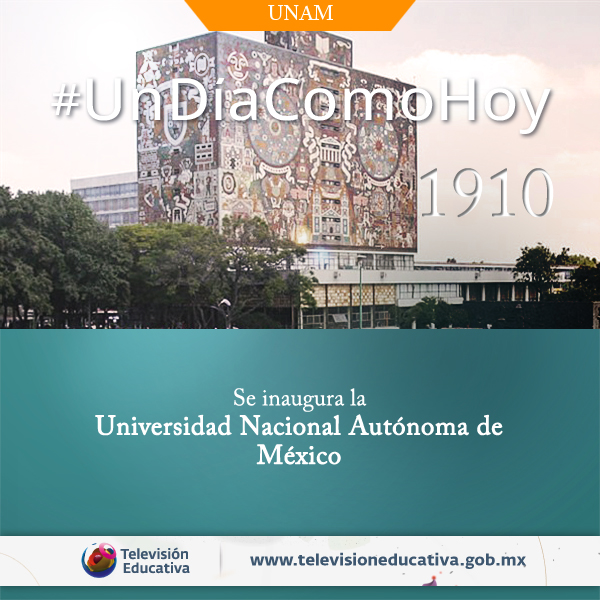 UNAM
#UnDíaComoHoy
1910
Se inaugura la
Universidad Nacional Autónoma de
México
Televisión
Educativa
www.televisioneducativa.gob.mx